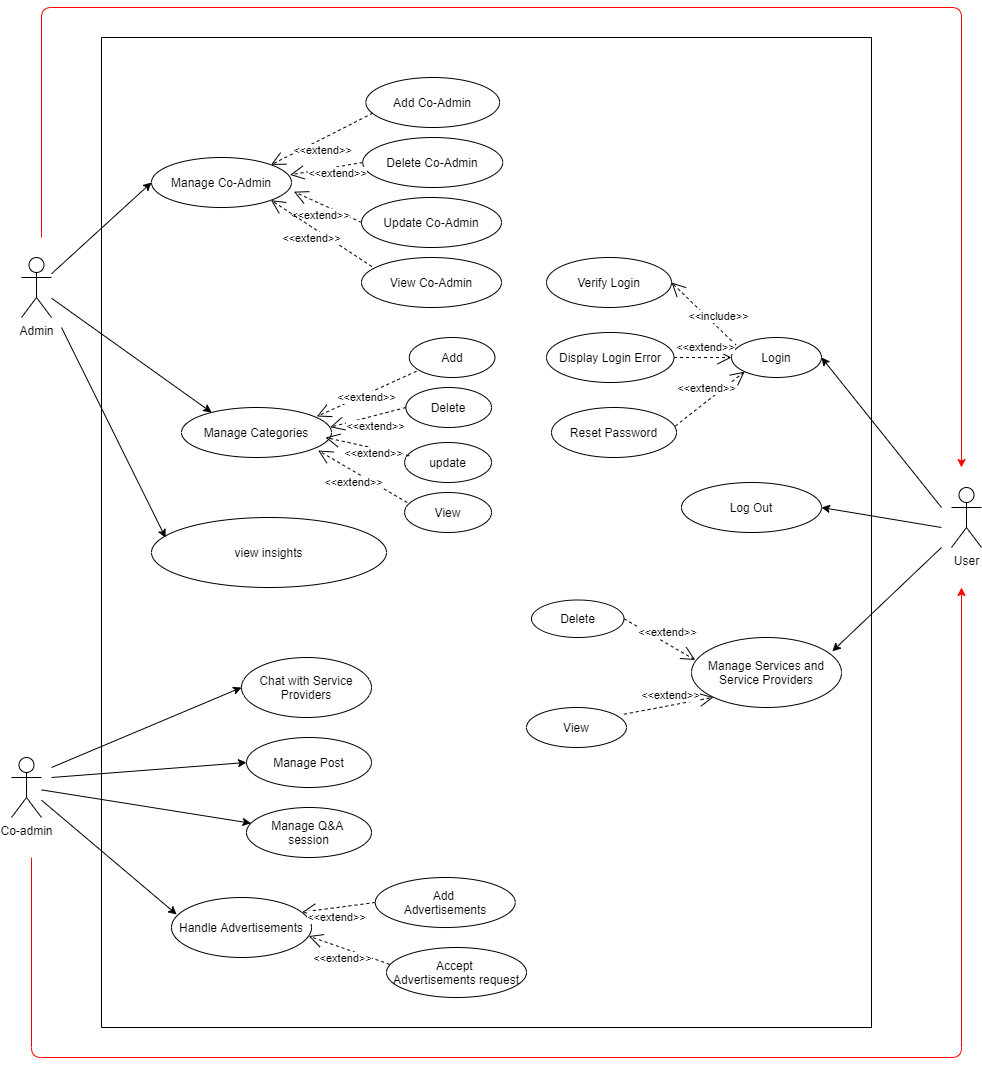 Add Co-Admin
<<extend>>
Delete Co-Admin
<<extend>>
Manage Co-Admin
<<extend>>
Update Co-Admin
<<extend>>
View Co-Admin
Admin
Verify Login
<<include>>
<<extend>>
Display Login Error
Login
<<extend>>
Reset Password
Add
<<extend>>
Delete
<<extend>>
Manage Categories
<<extend>>
update
<<extend>>
View
Log Out
view insights
User
Delete
<<extend>>
Manage Services and
Service Providers
<<extend>>
View
Chat with Service
Providers
Manage Post
Co-admin
Manage Q&A
session
Add
Advertisements
<<extend>>
Handle Advertisements
<<extend>>
Accept
Advertisements request